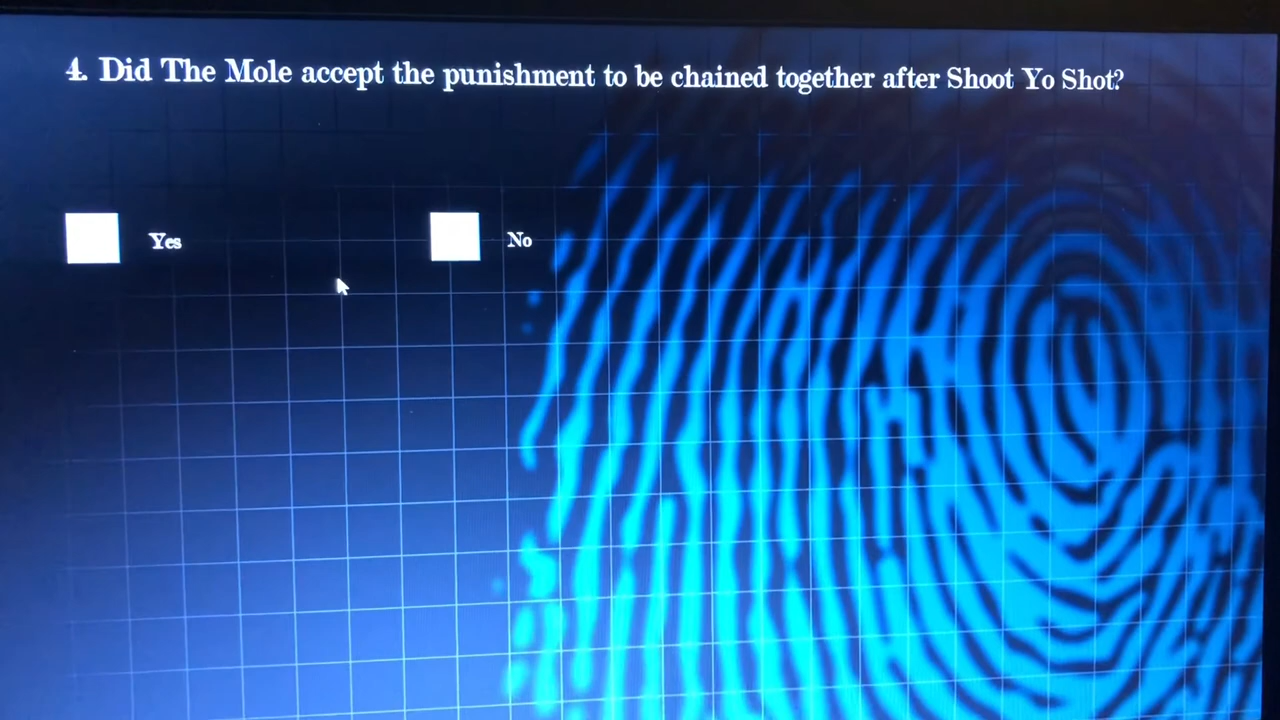 4. Did The Mole accept the punishment to be chained together after Shoot Yo Shot?
Yes
No